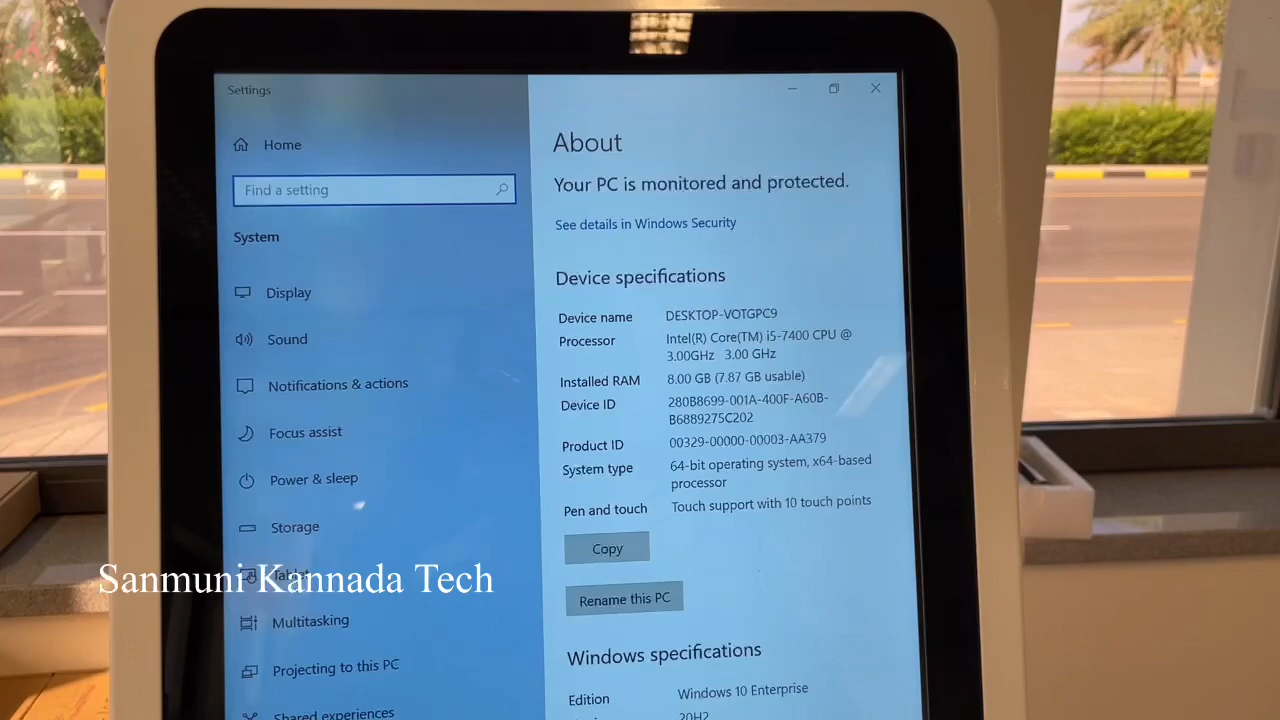 Settings
Home
Find a setting
System
Display
Sound
Notifications & actions
Focus assist
Power & sleep
Storage
Tablet
Multitasking
Projecting to this PC
Shared experiences
About
Your PC is monitored and protected.
See details in Windows Security
Device specifications
Device name DESKTOP-VOTGPC9
Processor Intel(R) Core(TM) i5-7400 CPU @
3.00GHz 3.00 GHz
Installed RAM 8.00 GB (7.87 GB usable)
Device ID 280B8699-001A-400F-A60B-
B6889275C202
Product ID 00329-00000-00003-AA379
System type 64-bit operating system, x64-based
processor
Pen and touch Touch support with 10 touch points
Copy
Rename this PC
Windows specifications
Edition Windows 10 Enterprise
20H2
Sanmuni Kannada Tech